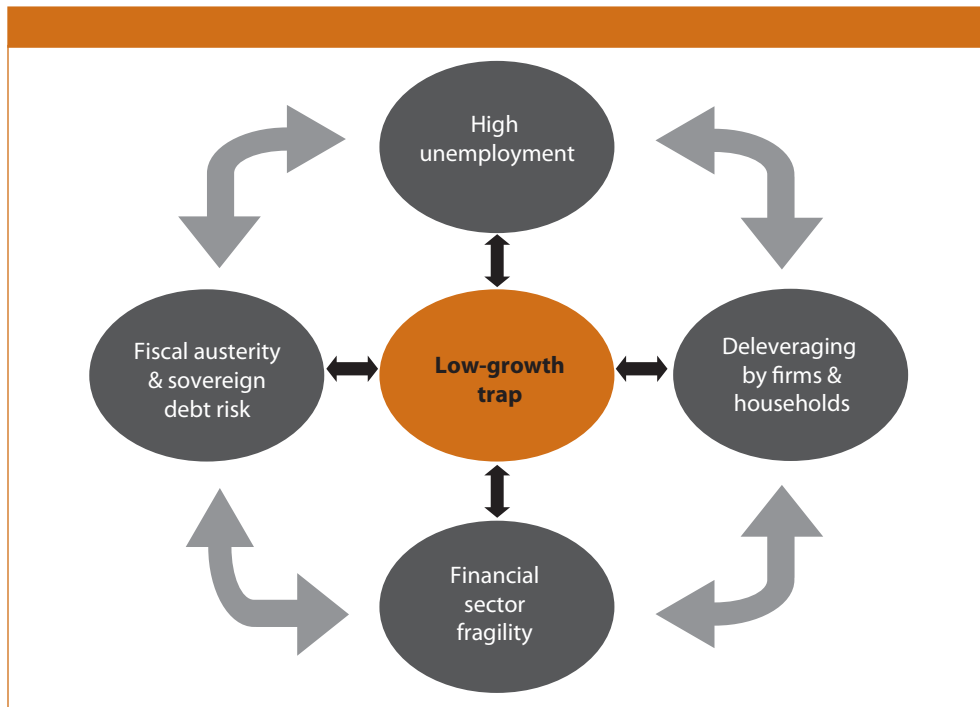 High
unemployment
Fiscal austerity
& sovereign
debt risk
Low-growth
trap
Deleveraging
by firms &
households
Financial
sector
fragility